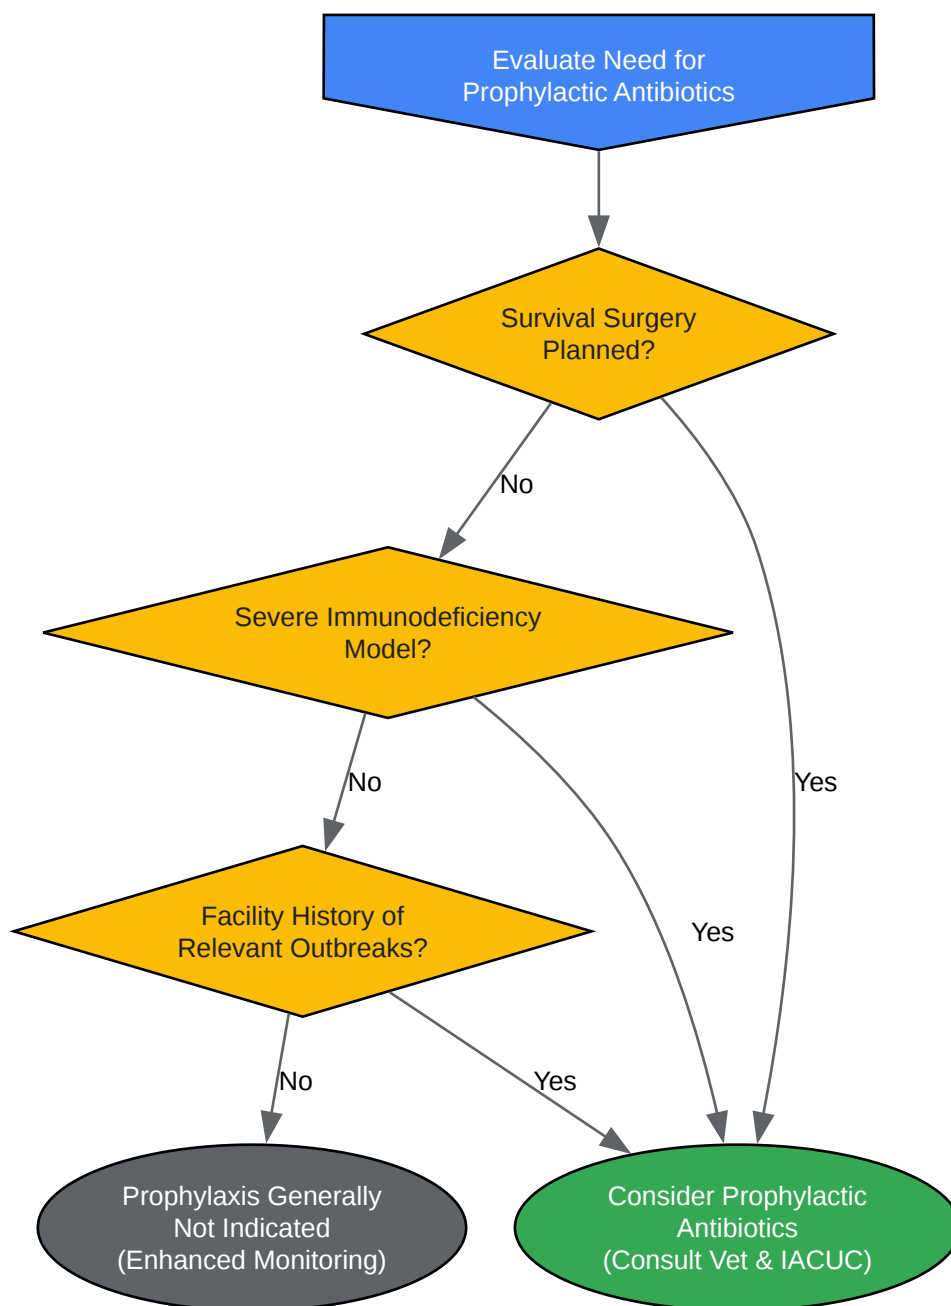 Evaluate Need for
Prophylactic Antibiotics
Survival Surgery
Planned?
No
Yes
Severe Immunodeficiency
Model?
No
Yes
Facility History of
Relevant Outbreaks?
No
Yes
Prophylaxis Generally
Not Indicated
(Enhanced Monitoring)
Consider Prophylactic
Antibiotics
(Consult Vet & IACUC)